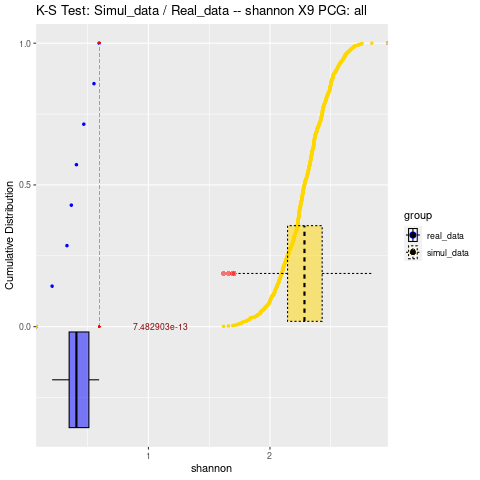 K-S Test: Simul_data / Real_data -- shannon X9 PCG: all
Cumulative Distribution
1.0
0.5
0.0
7.482903e-13
1
2
shannon
group
real_data
simul_data